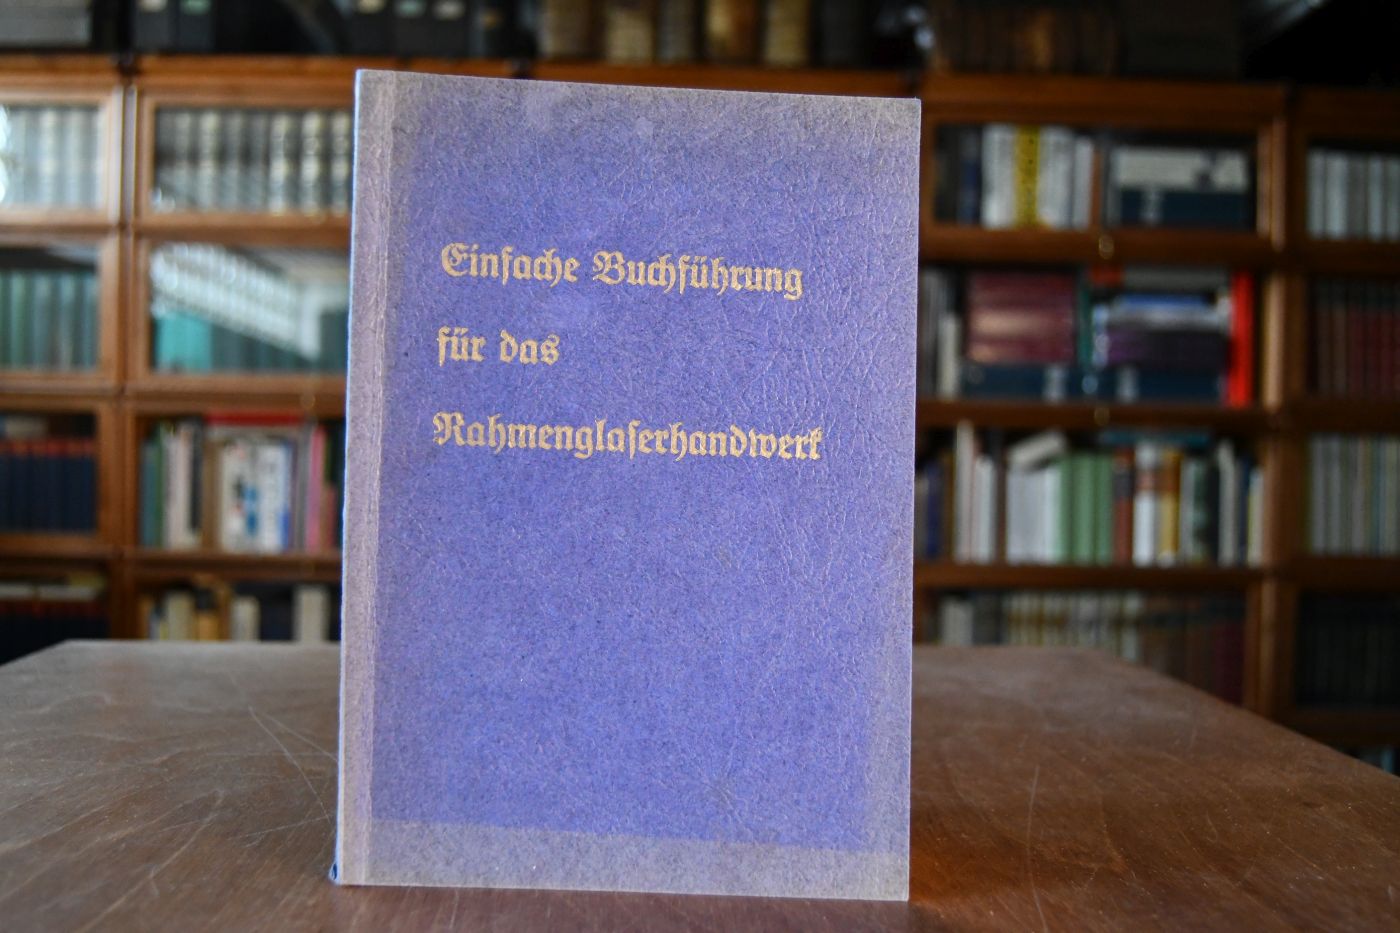 Einfache Buchführung
für das
Rahmenglaserhandwerk